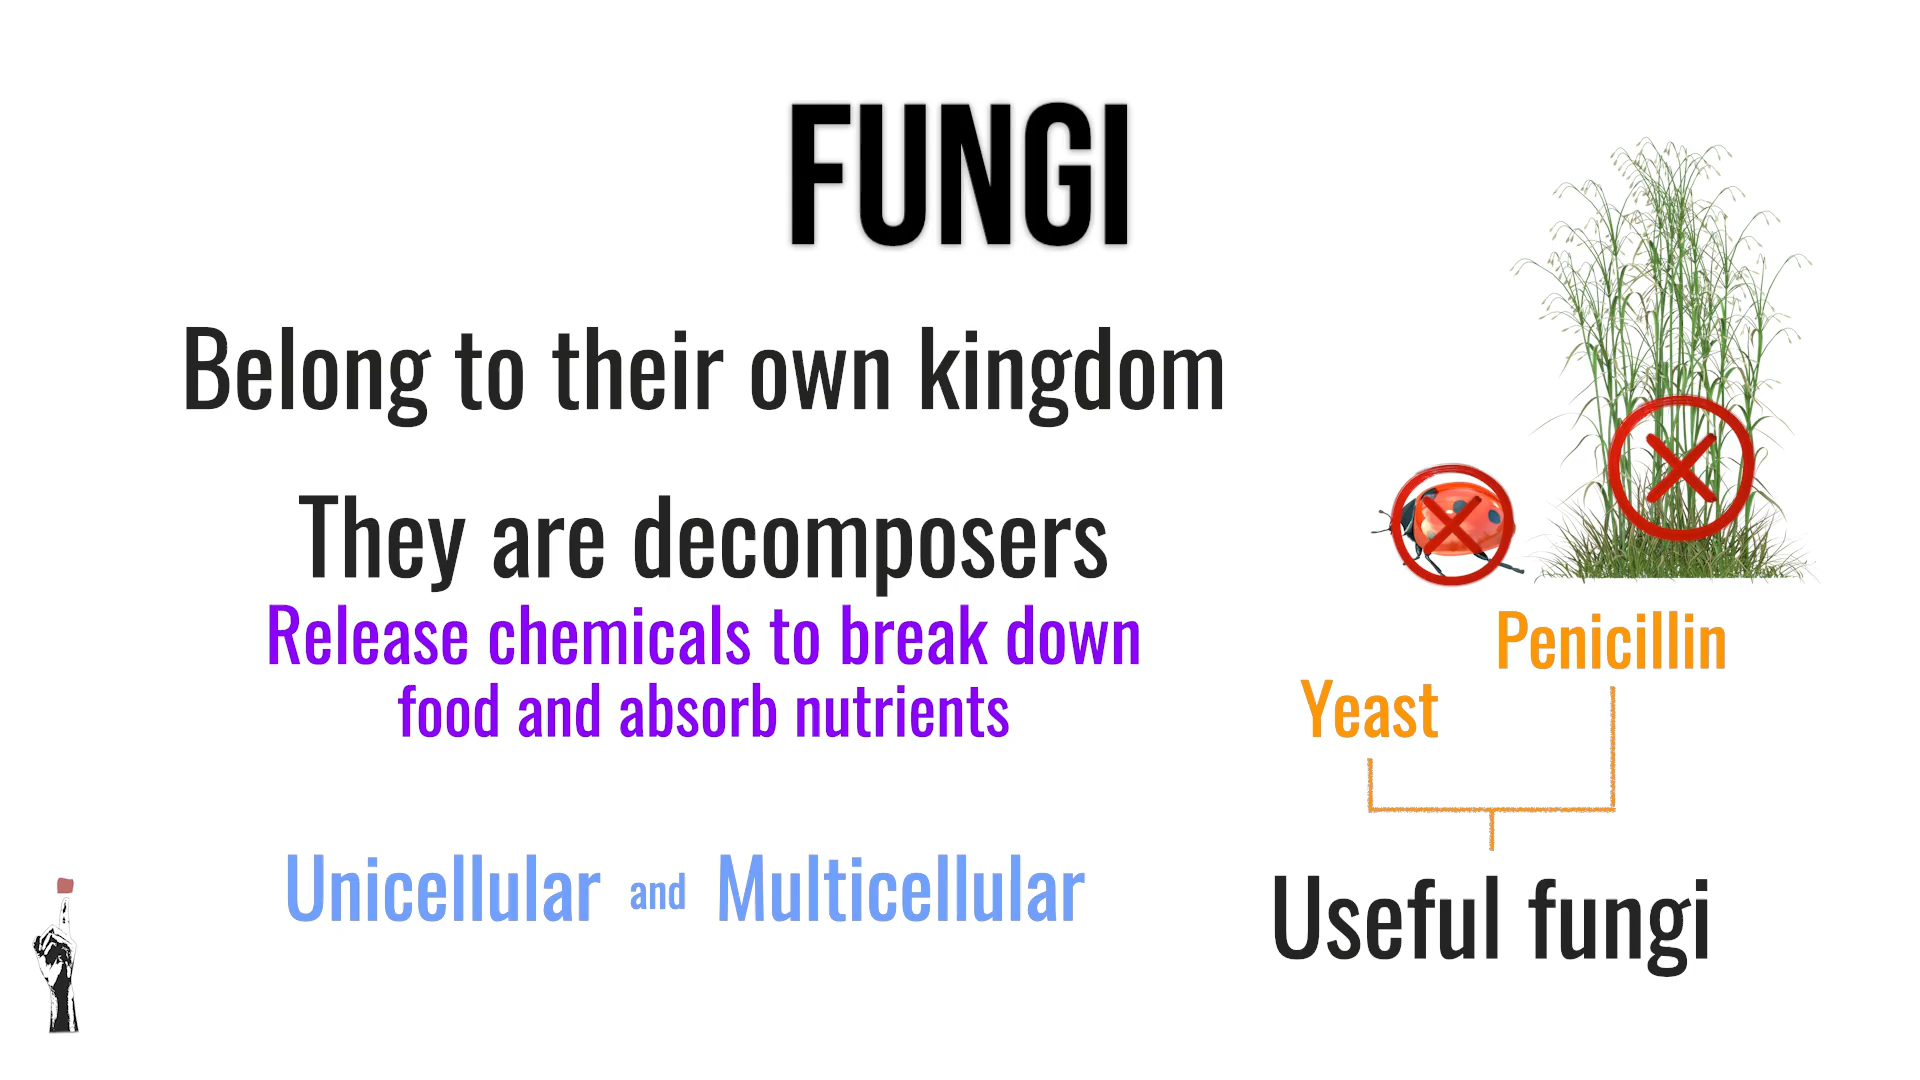 FUNGI
Belong to their own kingdom
They are decomposers
Release chemicals to break down
food and absorb nutrients
Unicellular and Multicellular
Penicillin
Yeast
Useful fungi